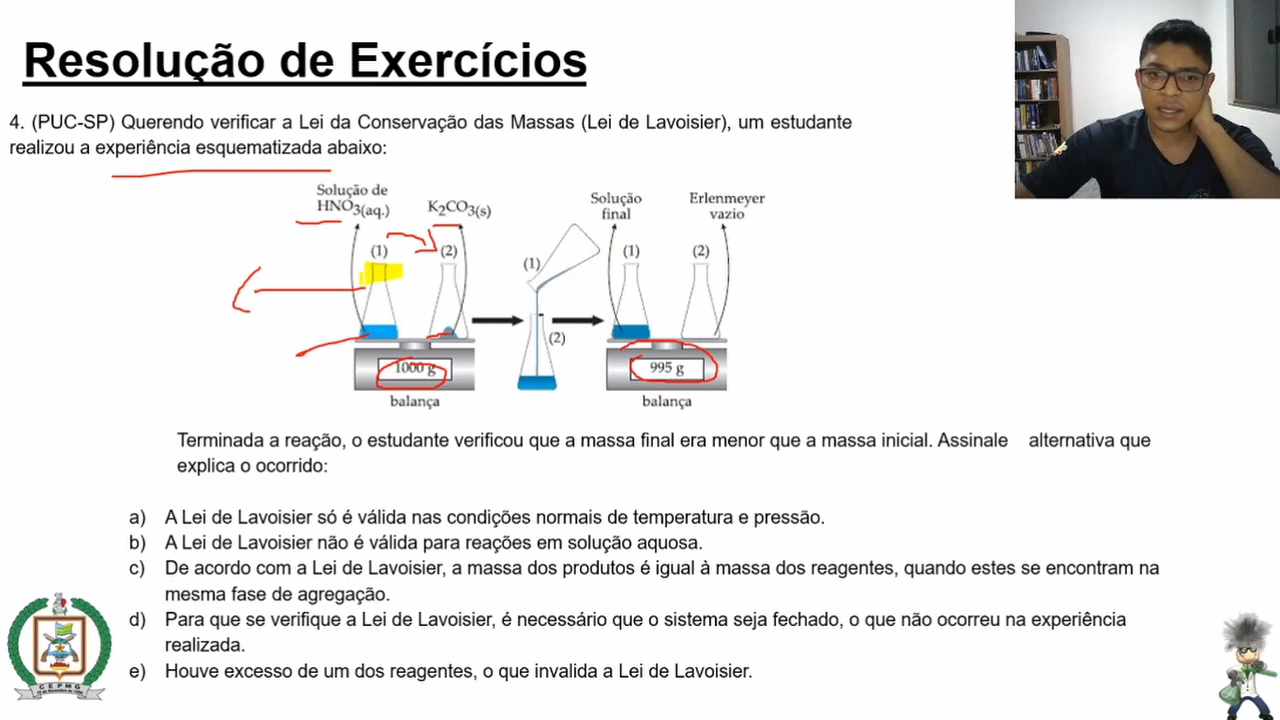 Resolução de Exercícios
4. (PUC-SP) Querendo verificar a Lei da Conservação das Massas (Lei de Lavoisier), um estudante
realizou a experiência esquematizada abaixo:
Solução de
HNO3(aq.)
K2CO3(s)
Solução
final
Erlenmeyer
vazio
(1)
(2)
(1)
(2)
(1)
(2)
1000 g
995 g
balança
balança
Terminada a reação, o estudante verificou que a massa final era menor que a massa inicial. Assinale alternativa que
explica o ocorrido:
a) A Lei de Lavoisier só é válida nas condições normais de temperatura e pressão.
b) A Lei de Lavoisier não é válida para reações em solução aquosa.
c) De acordo com a Lei de Lavoisier, a massa dos produtos é igual à massa dos reagentes, quando estes se encontram na
mesma fase de agregação.
d) Para que se verifique a Lei de Lavoisier, é necessário que o sistema seja fechado, o que não ocorreu na experiência
realizada.
e) Houve excesso de um dos reagentes, o que invalida a Lei de Lavoisier.
CEPMG